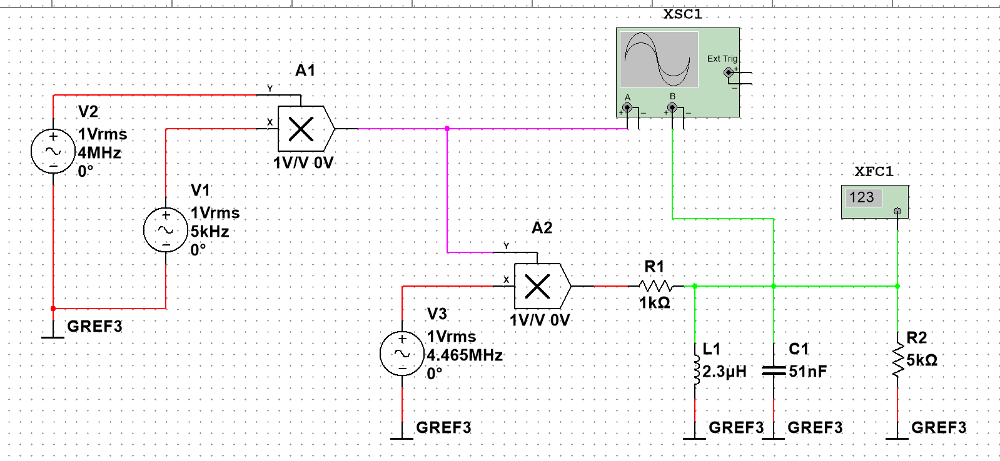 XSC1
Ext Trig
+
−
A
B
+
−
+
−
A1
Y
X
1V/V 0V
V2
1Vrms
4MHz
0°
V1
1Vrms
5kHz
0°
GREF3
XFC1
123
A2
Y
X
1V/V 0V
R1
1kΩ
V3
1Vrms
4.465MHz
0°
GREF3
L1
2.3µH
GREF3
C1
51nF
GREF3
R2
5kΩ
GREF3